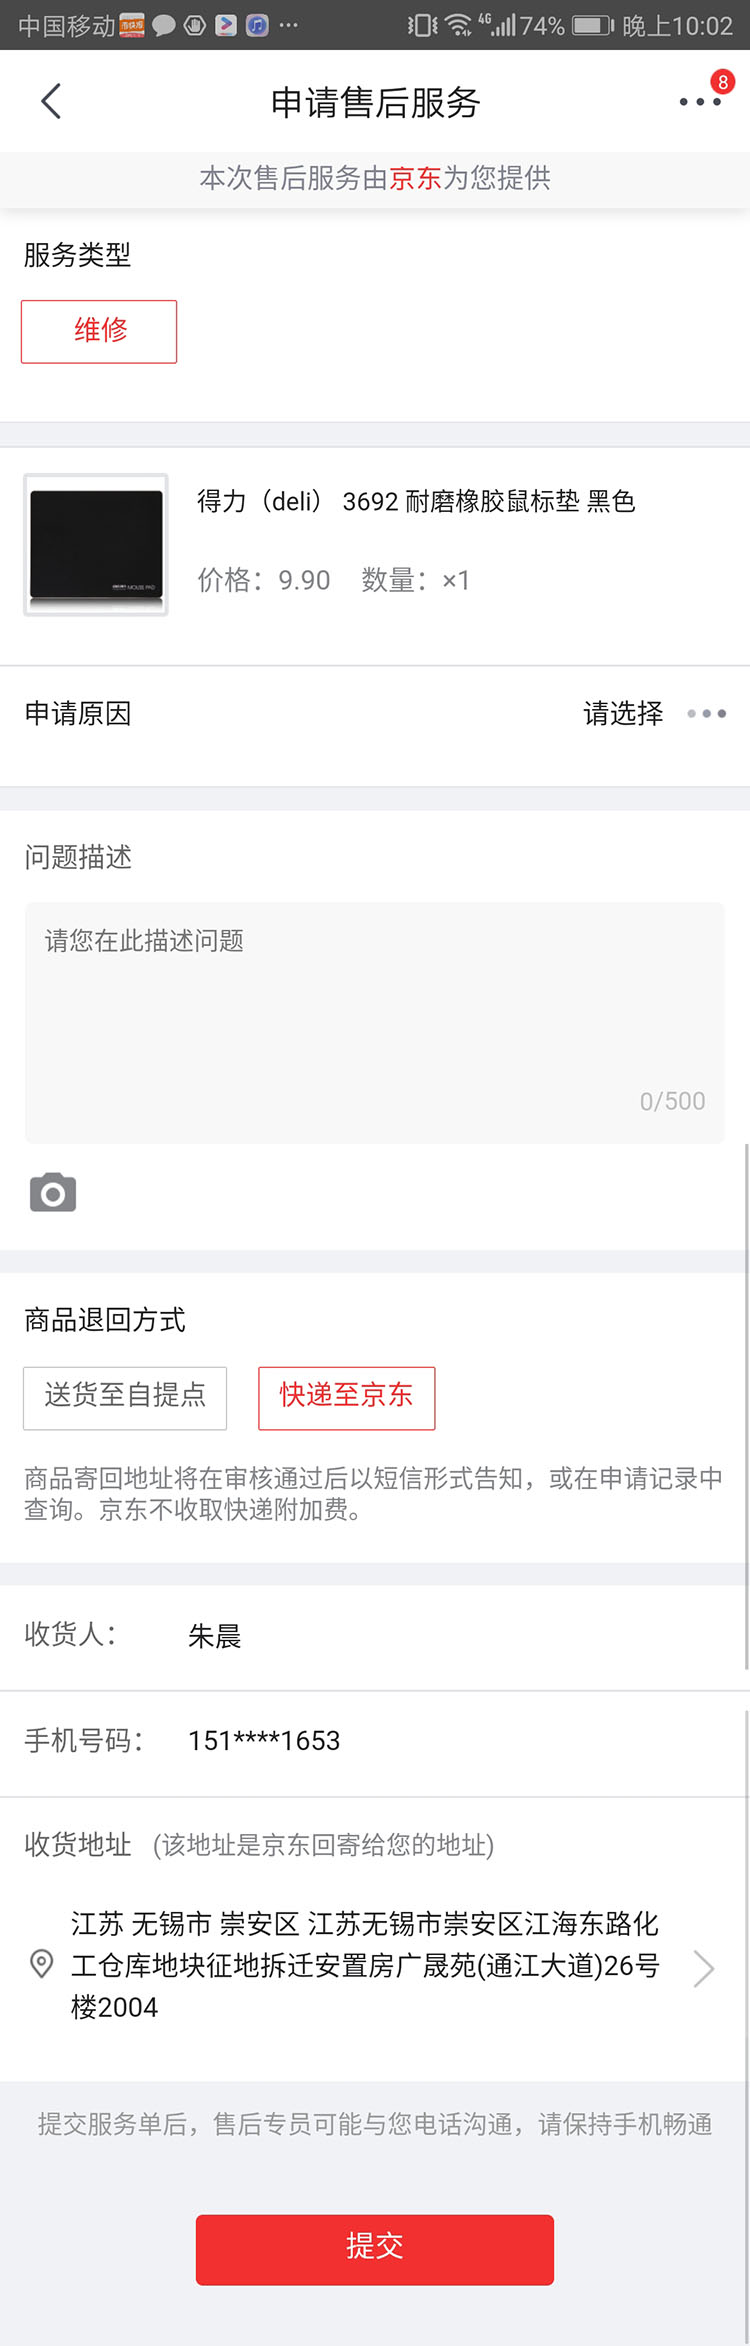 中国移动 4G 74% 晚上10:02
申请售后服务
8
本次售后服务由京东为您提供
服务类型
维修
得力（deli） 3692 耐磨橡胶鼠标垫 黑色
MOUSE PAD
价格：9.90 数量：×1
申请原因 请选择
问题描述
请您在此描述问题
0/500
商品退回方式
送货至自提点 快递至京东
商品寄回地址将在审核通过后以短信形式告知，或在申请记录中
查询。京东不收取快递附加费。
收货人： 朱晨
手机号码： 151****1653
收货地址 (该地址是京东回寄给您的地址)
江苏 无锡市 崇安区 江苏无锡市崇安区江海东路化
工仓库地块征地拆迁安置房广晟苑(通江大道)26号
楼2004
提交服务单后，售后专员可能与您电话沟通，请保持手机畅通
提交